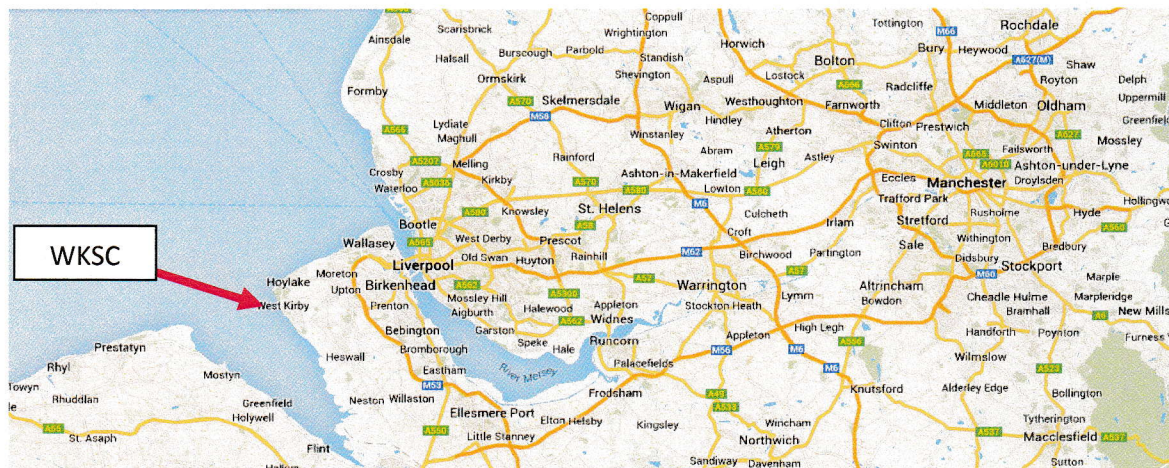 Coppull
Tottington
M66
Rochdale
Ainsdale
Scarisbrick
Wrightington
Horwich
Bury
Heywood
A627(M)
Shaw
Halsall
Burscough
Parbold
Standish
Bolton
Royton
Delph
Ormskirk
Shevington
Aspull
Lostock
A666
Radcliffe
Uppermill
Formby
A570
Skelmersdale
Wigan
Westhoughton
Farnworth
Middleton
Oldham
Greenfield
A565
Lydiate
M58
Hindley
Clifton
Prestwich
A627
Maghull
Winstanley
Atherton
Swinton
Failsworth
Mossley
A5207
Melling
Rainford
Abram
A579
Astley
A665
A6010
Crosby
Leigh
Eccles
Ashton-under-Lyne
Waterloo
A5036
Kirkby
A570
A580
Ashton-in-Makerfield
Lowton
A580
Manchester
Droylsden
Trafford Park
Bootle
A580
Knowsley
St. Helens
M6
Culcheth
Irlam
Stretford
Rusholme
Hyde
Hollingwo
WKSC
Wallasey
A565
West Derby
A58
Prescot
Croft
Sale
Withington
A560
Old Swan
Huyton
Rainhill
M62
Birchwood
Partington
Didsbury
Bredbury
Hoylake
Moreton
Liverpool
A57
A57
M60
Stockport
Upton
Birkenhead
A562
A5300
Warrington
Altrincham
Marple
West Kirby
Prenton
Mossley Hill
Halewood
Appleton
Stockton Heath
Lymm
Bowdon
Cheadle Hulme
Marpleridge
Aigburth
Widnes
Bramhall
A6
New Mills
Bebington
Garston
A562
Appleton
High Legh
Handforth
Poynton
Prestatyn
Speke
Hale
Runcorn
A556
Furness V
Heswall
Bromborough
M56
M6
Wilmslow
Rhyl
Mostyn
Eastham
River Mersey
Palacefields
M6
Knutsford
A523
Towyn
Rhuddlan
M53
Neston
Willaston
Frodsham
A49
Alderley Edge
Bollington
le
Greenfield
Holywell
Ellesmere Port
A533
Wincham
Tytherington
A55
St. Asaph
A550
Elton
Helsby
Kingsley
Northwich
A537
Macclesfield
A537
Flint
Little Stanney
Sandiway
Davenham
Sutton